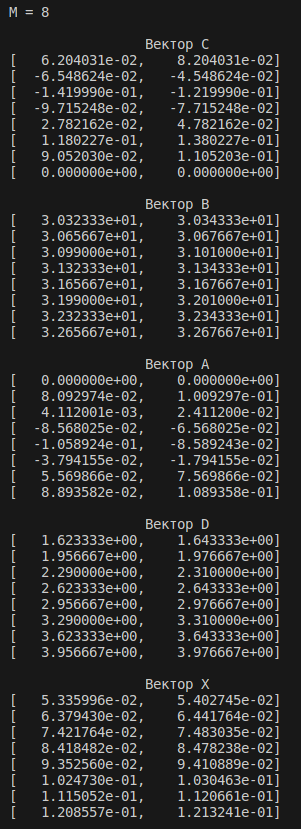 M = 8
Вектор C
[   6.204031e-02,    8.204031e-02]
[  -6.548624e-02,   -4.548624e-02]
[  -1.419990e-01,   -1.219990e-01]
[  -9.715248e-02,   -7.715248e-02]
[   2.782162e-02,    4.782162e-02]
[   1.180227e-01,    1.380227e-01]
[   9.052030e-02,    1.105203e-01]
[   0.000000e+00,    0.000000e+00]
Вектор B
[   3.032333e+01,    3.034333e+01]
[   3.065667e+01,    3.067667e+01]
[   3.099000e+01,    3.101000e+01]
[   3.132333e+01,    3.134333e+01]
[   3.165667e+01,    3.167667e+01]
[   3.199000e+01,    3.201000e+01]
[   3.232333e+01,    3.234333e+01]
[   3.265667e+01,    3.267667e+01]
Вектор A
[   0.000000e+00,    0.000000e+00]
[   8.092974e-02,    1.009297e-01]
[   4.112001e-03,    2.411200e-02]
[  -8.568025e-02,   -6.568025e-02]
[  -1.058924e-01,   -8.589243e-02]
[  -3.794155e-02,   -1.794155e-02]
[   5.569866e-02,    7.569866e-02]
[   8.893582e-02,    1.089358e-01]
Вектор D
[   1.623333e+00,    1.643333e+00]
[   1.956667e+00,    1.976667e+00]
[   2.290000e+00,    2.310000e+00]
[   2.623333e+00,    2.643333e+00]
[   2.956667e+00,    2.976667e+00]
[   3.290000e+00,    3.310000e+00]
[   3.623333e+00,    3.643333e+00]
[   3.956667e+00,    3.976667e+00]
Вектор X
[   5.335996e-02,    5.402745e-02]
[   6.379430e-02,    6.441764e-02]
[   7.421764e-02,    7.483035e-02]
[   8.418482e-02,    8.478238e-02]
[   9.352560e-02,    9.410889e-02]
[   1.024730e-01,    1.030463e-01]
[   1.115052e-01,    1.120661e-01]
[   1.208557e-01,    1.213241e-01]